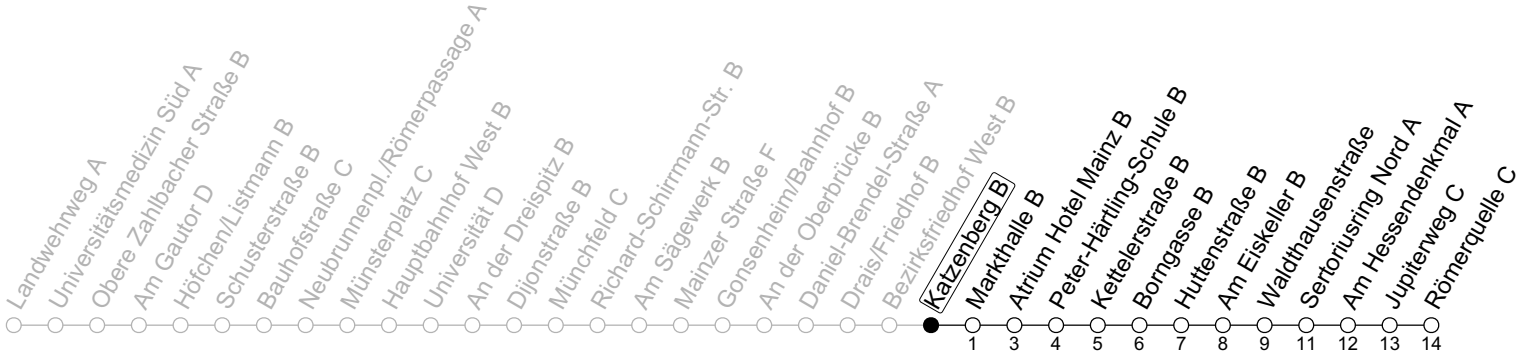 Landwehrweg A
Universitätsmedizin Süd A
Obere Zahlbacher Straße B
Am Gautor D
Höfchen/Listmann B
Schusterstraße B
Bauhofstraße C
Neubrunnenpl./Römerpassage A
Münsterplatz C
Hauptbahnhof West B
Universität D
An der Dreispitz B
Dijonstraße B
Münchfeld C
Richard-Schirrmann-Str. B
Am Sägewerk B
Mainzer Straße F
Gonsenheim/Bahnhof B
An der Oberbrücke B
Daniel-Brendel-Straße A
Drais/Friedhof B
Bezirksfriedhof West B
Katzenberg B
Markthalle B
Atrium Hotel Mainz B
Peter-Härtling-Schule B
Kettelerstraße B
Borngasse B
Huttenstraße B
Am Eiskeller B
Waldthausenstraße
Sertoriusring Nord A
Am Hessendenkmal A
Jupiterweg C
Römerquelle C
1 3 4 5 6 7 8 9 11 12 13 14